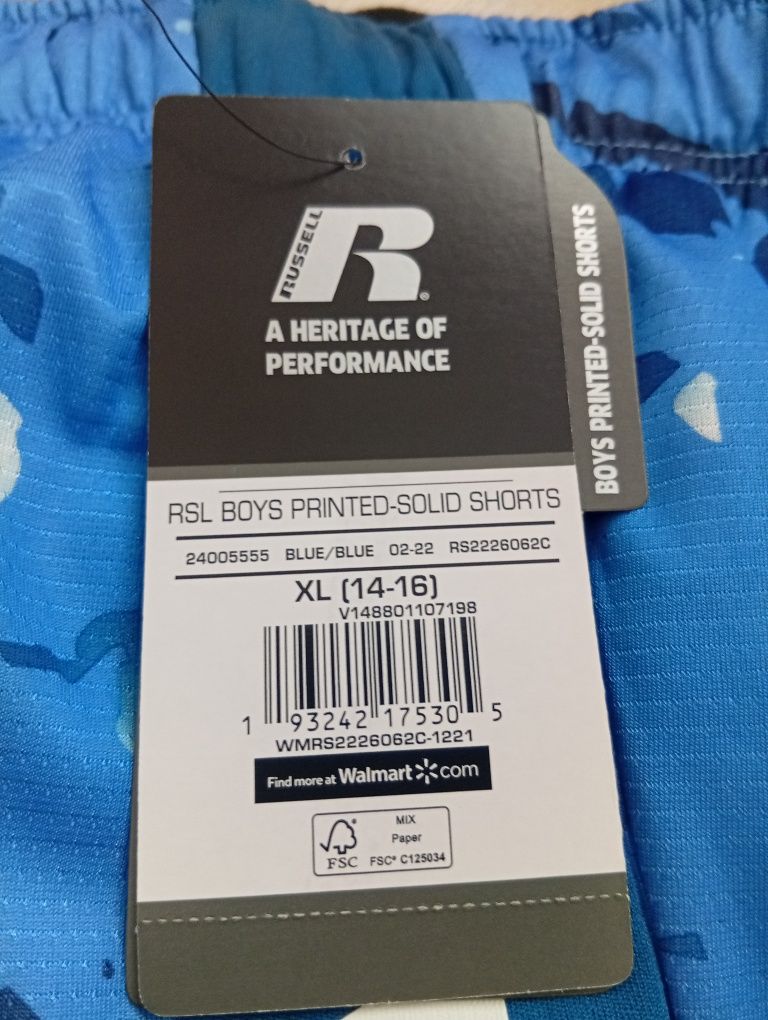 RUSSELL
R®
A HERITAGE OF
PERFORMANCE
BOYS PRINTED-SOLID SHORTS
RSL BOYS PRINTED-SOLID SHORTS
24005555 BLUE/BLUE 02-22 RS2226062C
XL (14-16)
V148801107198
1 93242 17530 5
WMRS2226062C-1221
Find more at Walmart com
MIX
Paper
FSC FSC® C125034